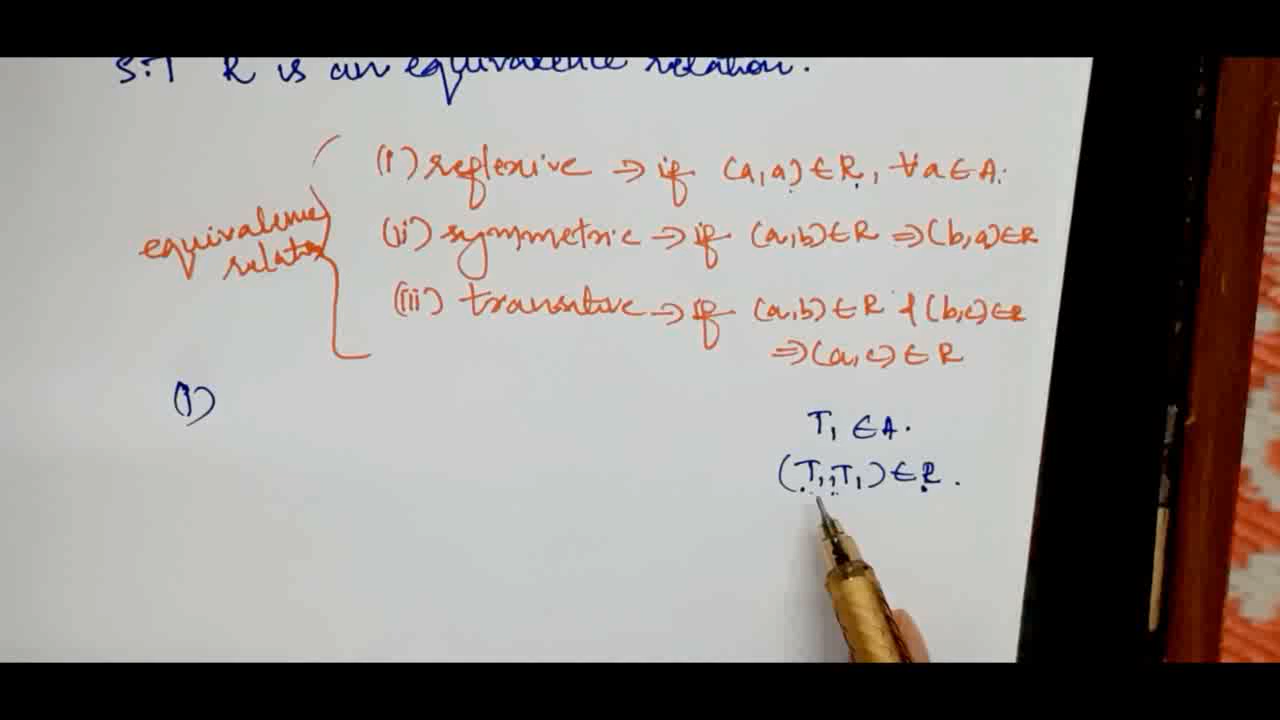 S.T R is an equivalence relation.
(i) reflexive → if (a,a) ∈ R, ∀a ∈ A.
equivalence
relation
(ii) symmetric → if (a,b) ∈ R ⇒ (b,a) ∈ R
(iii) transitive → if (a,b) ∈ R & (b,c) ∈ R
⇒ (a,c) ∈ R
(i)
T₁ ∈ A.
(T₁,T₁) ∈ R.